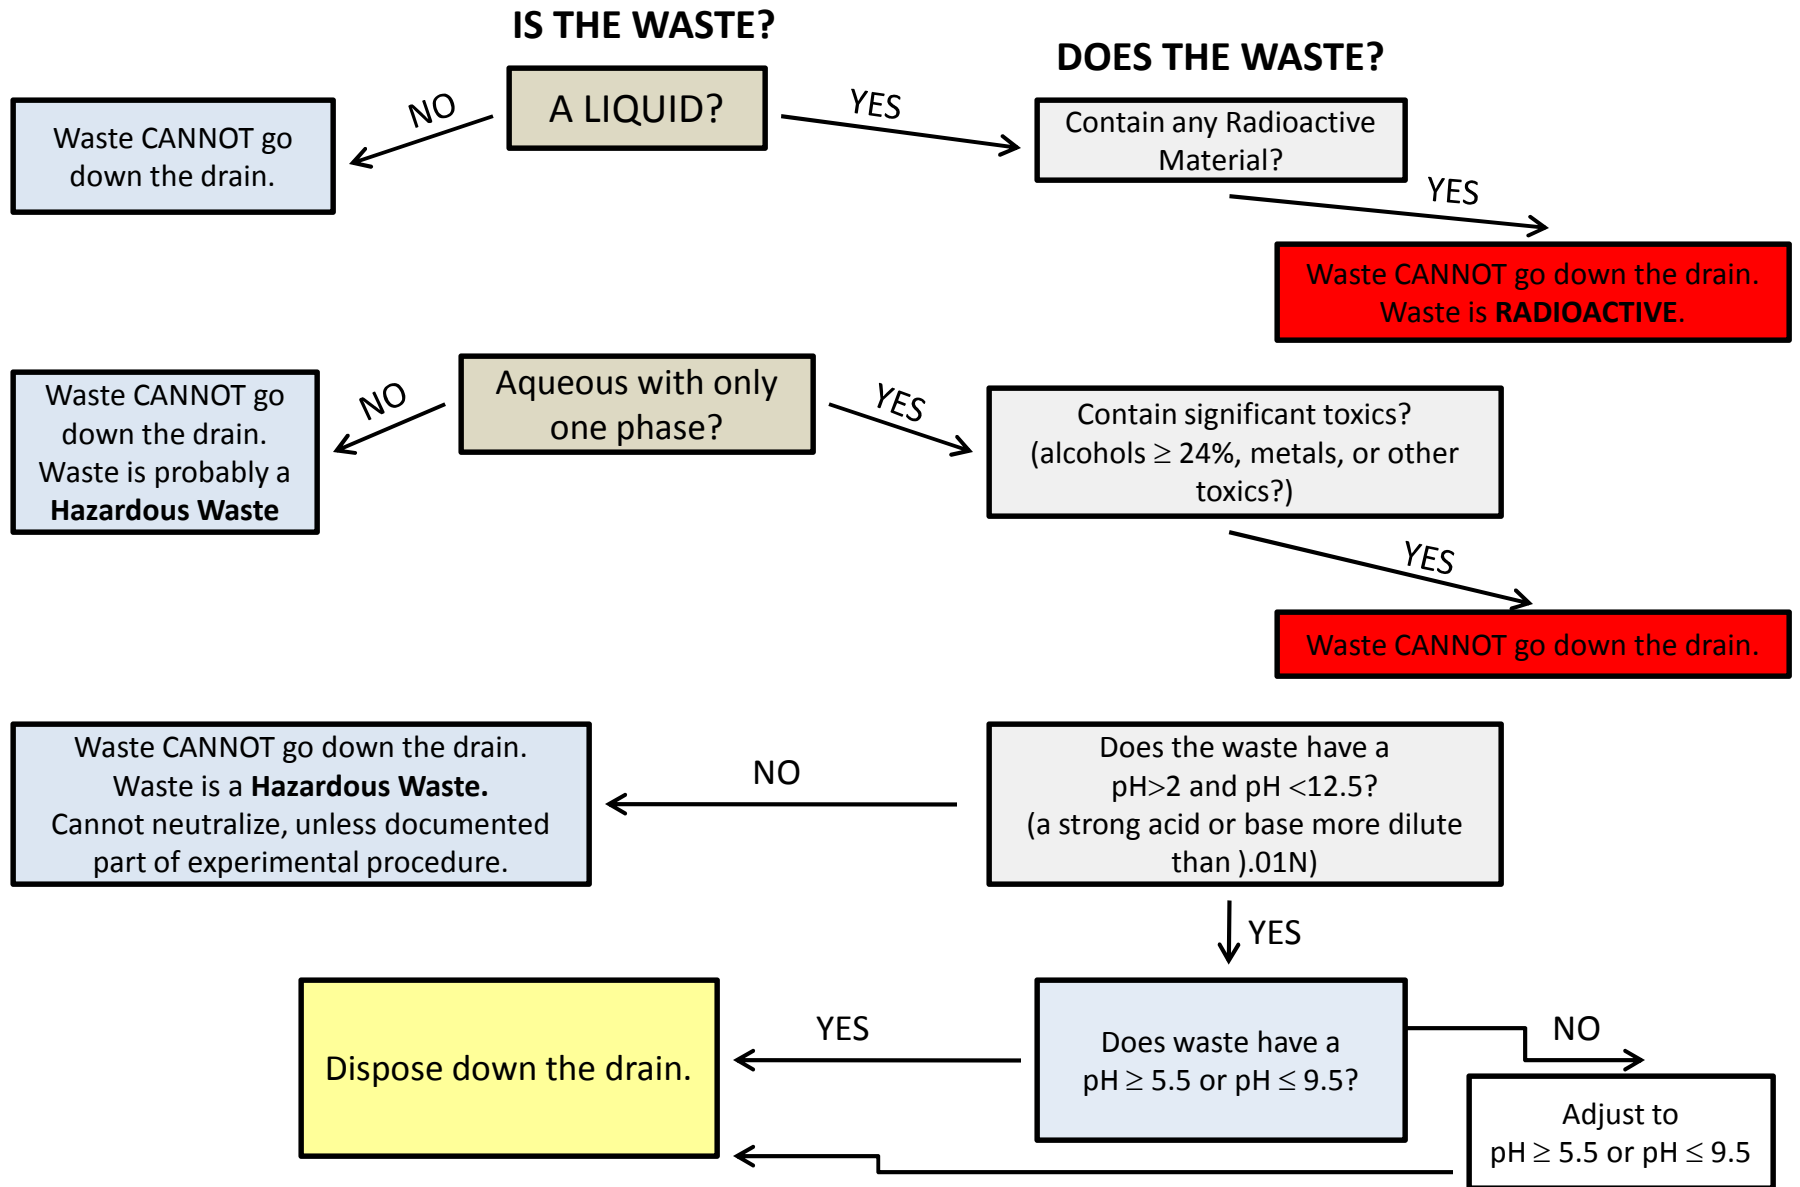 IS THE WASTE?
DOES THE WASTE?
A LIQUID?
NO
YES
Waste CANNOT go
down the drain.
Contain any Radioactive
Material?
YES
Waste CANNOT go down the drain.
Waste is RADIOACTIVE.
Aqueous with only
one phase?
NO
YES
Waste CANNOT go
down the drain.
Waste is probably a
Hazardous Waste
Contain significant toxics?
(alcohols ≥ 24%, metals, or other
toxics?)
YES
Waste CANNOT go down the drain.
Does the waste have a
pH>2 and pH <12.5?
(a strong acid or base more dilute
than ).01N)
NO
Waste CANNOT go down the drain.
Waste is a Hazardous Waste.
Cannot neutralize, unless documented
part of experimental procedure.
YES
Does waste have a
pH ≥ 5.5 or pH ≤ 9.5?
YES
Dispose down the drain.
NO
Adjust to
pH ≥ 5.5 or pH ≤ 9.5